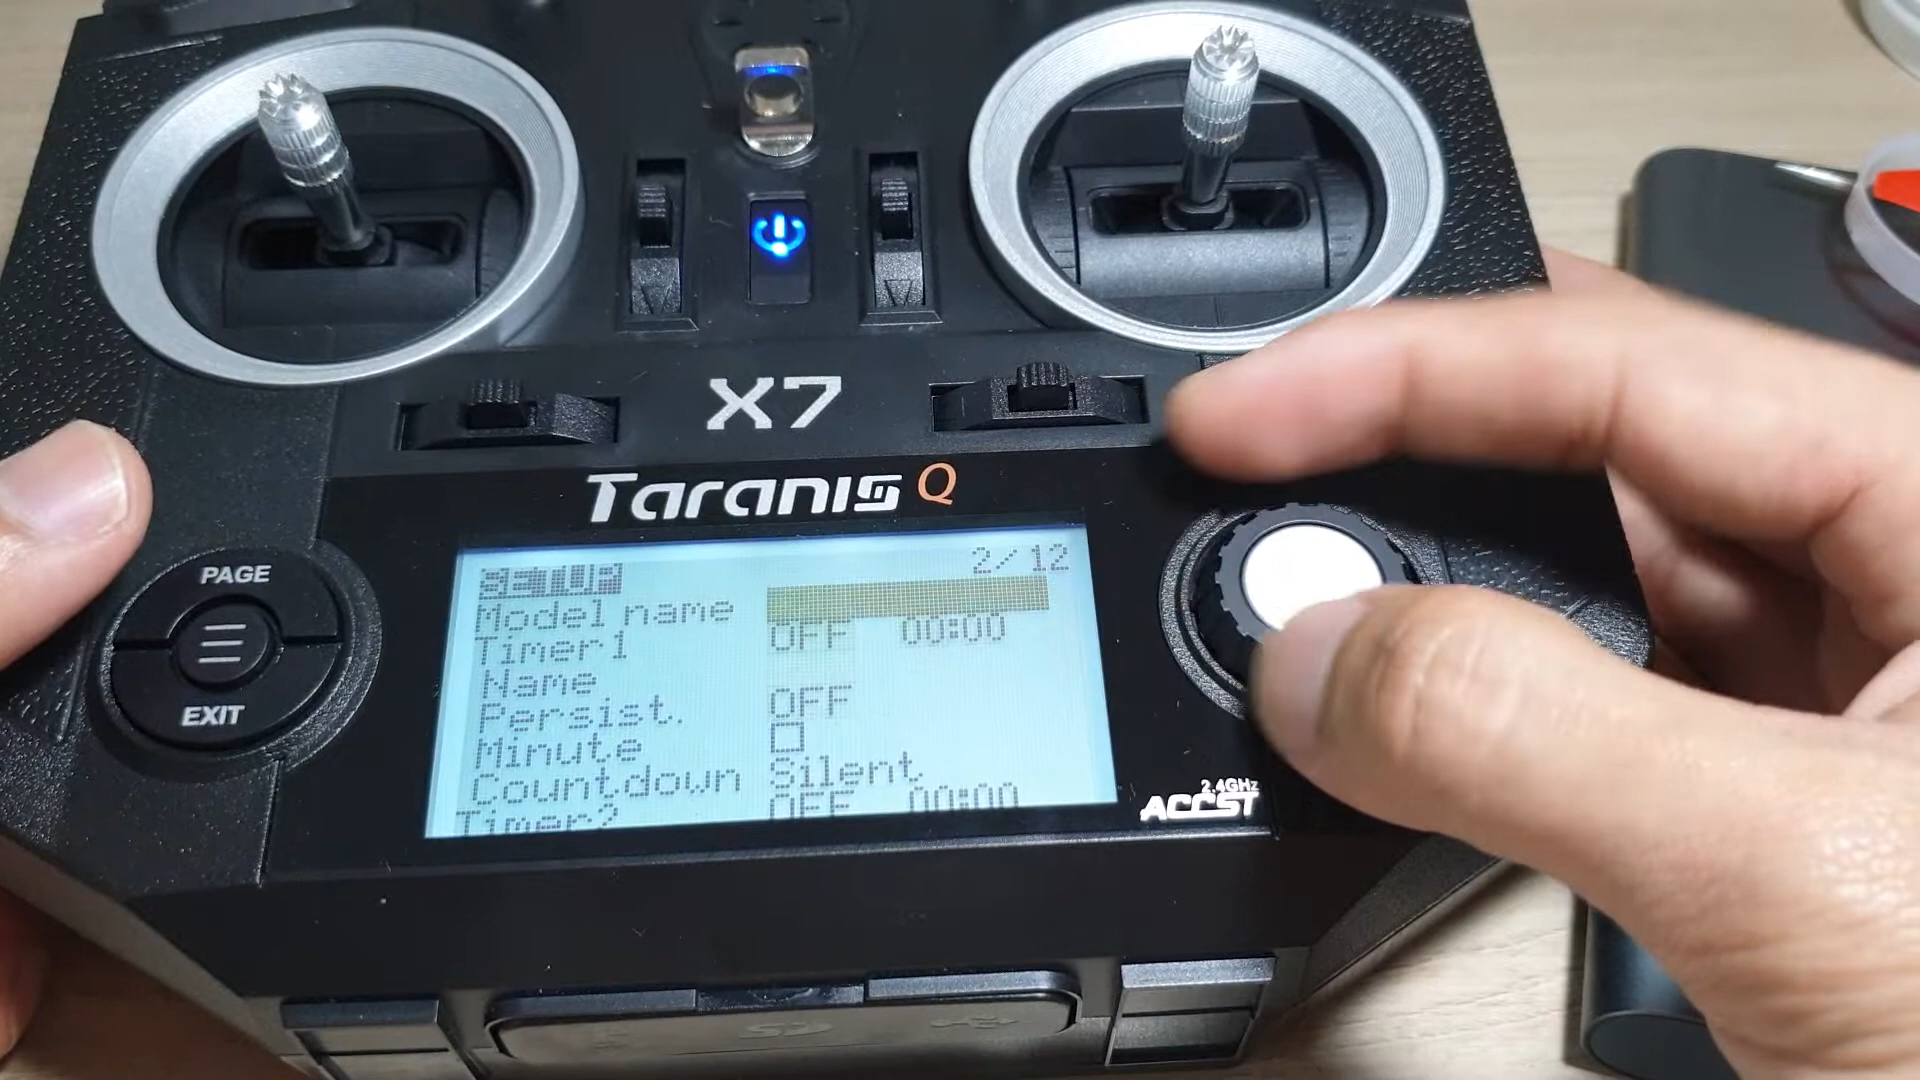 X7
Taranis Q
PAGE
EXIT
SETUP 2/12
Model name
Timer1 OFF 00:00
Name
Persist. OFF
Minute
Countdown Silent
Timer2 OFF 00:00
2.4GHz
ACCST